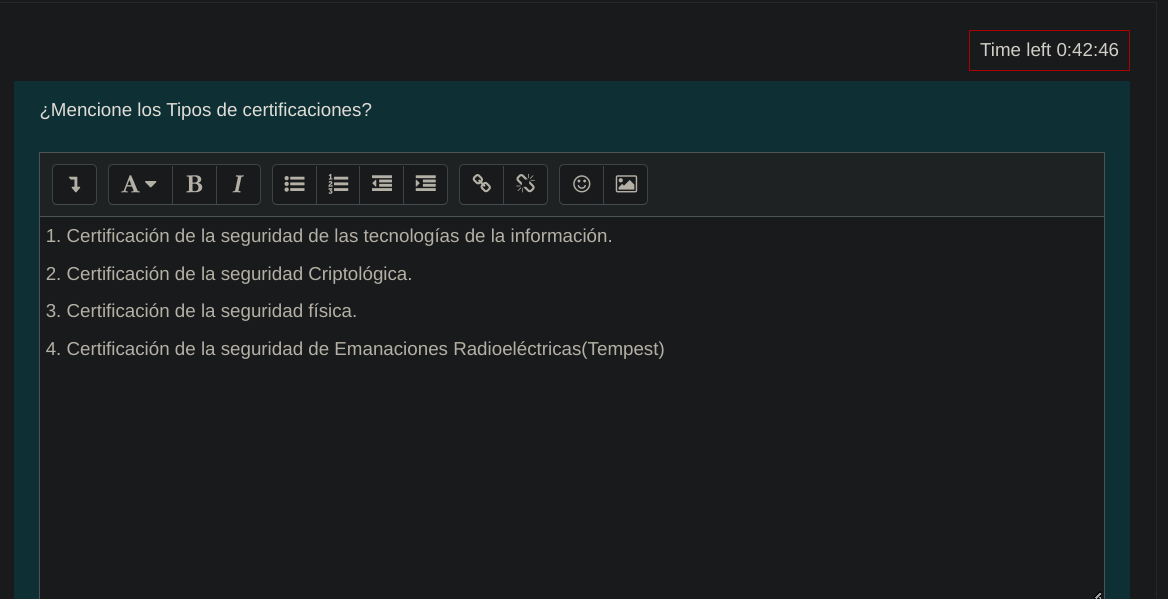 Time left 0:42:46
¿Mencione los Tipos de certificaciones?
1. Certificación de la seguridad de las tecnologías de la información.
2. Certificación de la seguridad Criptológica.
3. Certificación de la seguridad física.
4. Certificación de la seguridad de Emanaciones Radioeléctricas(Tempest)